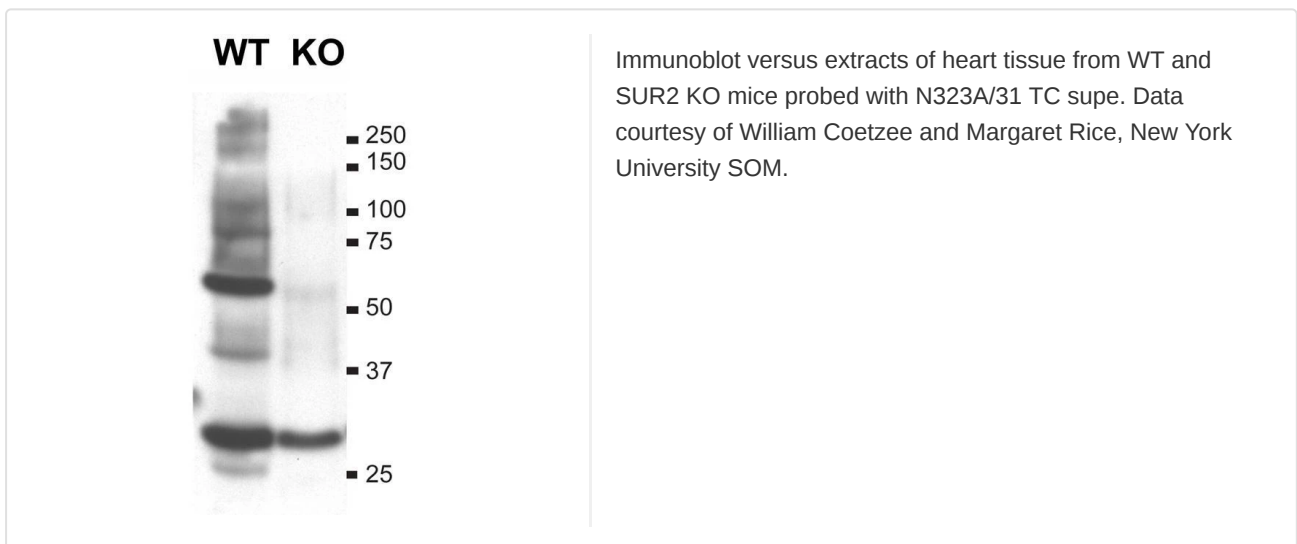 WT KO
250
150
100
75
50
37
25
Immunoblot versus extracts of heart tissue from WT and
SUR2 KO mice probed with N323A/31 TC supe. Data
courtesy of William Coetzee and Margaret Rice, New York
University SOM.